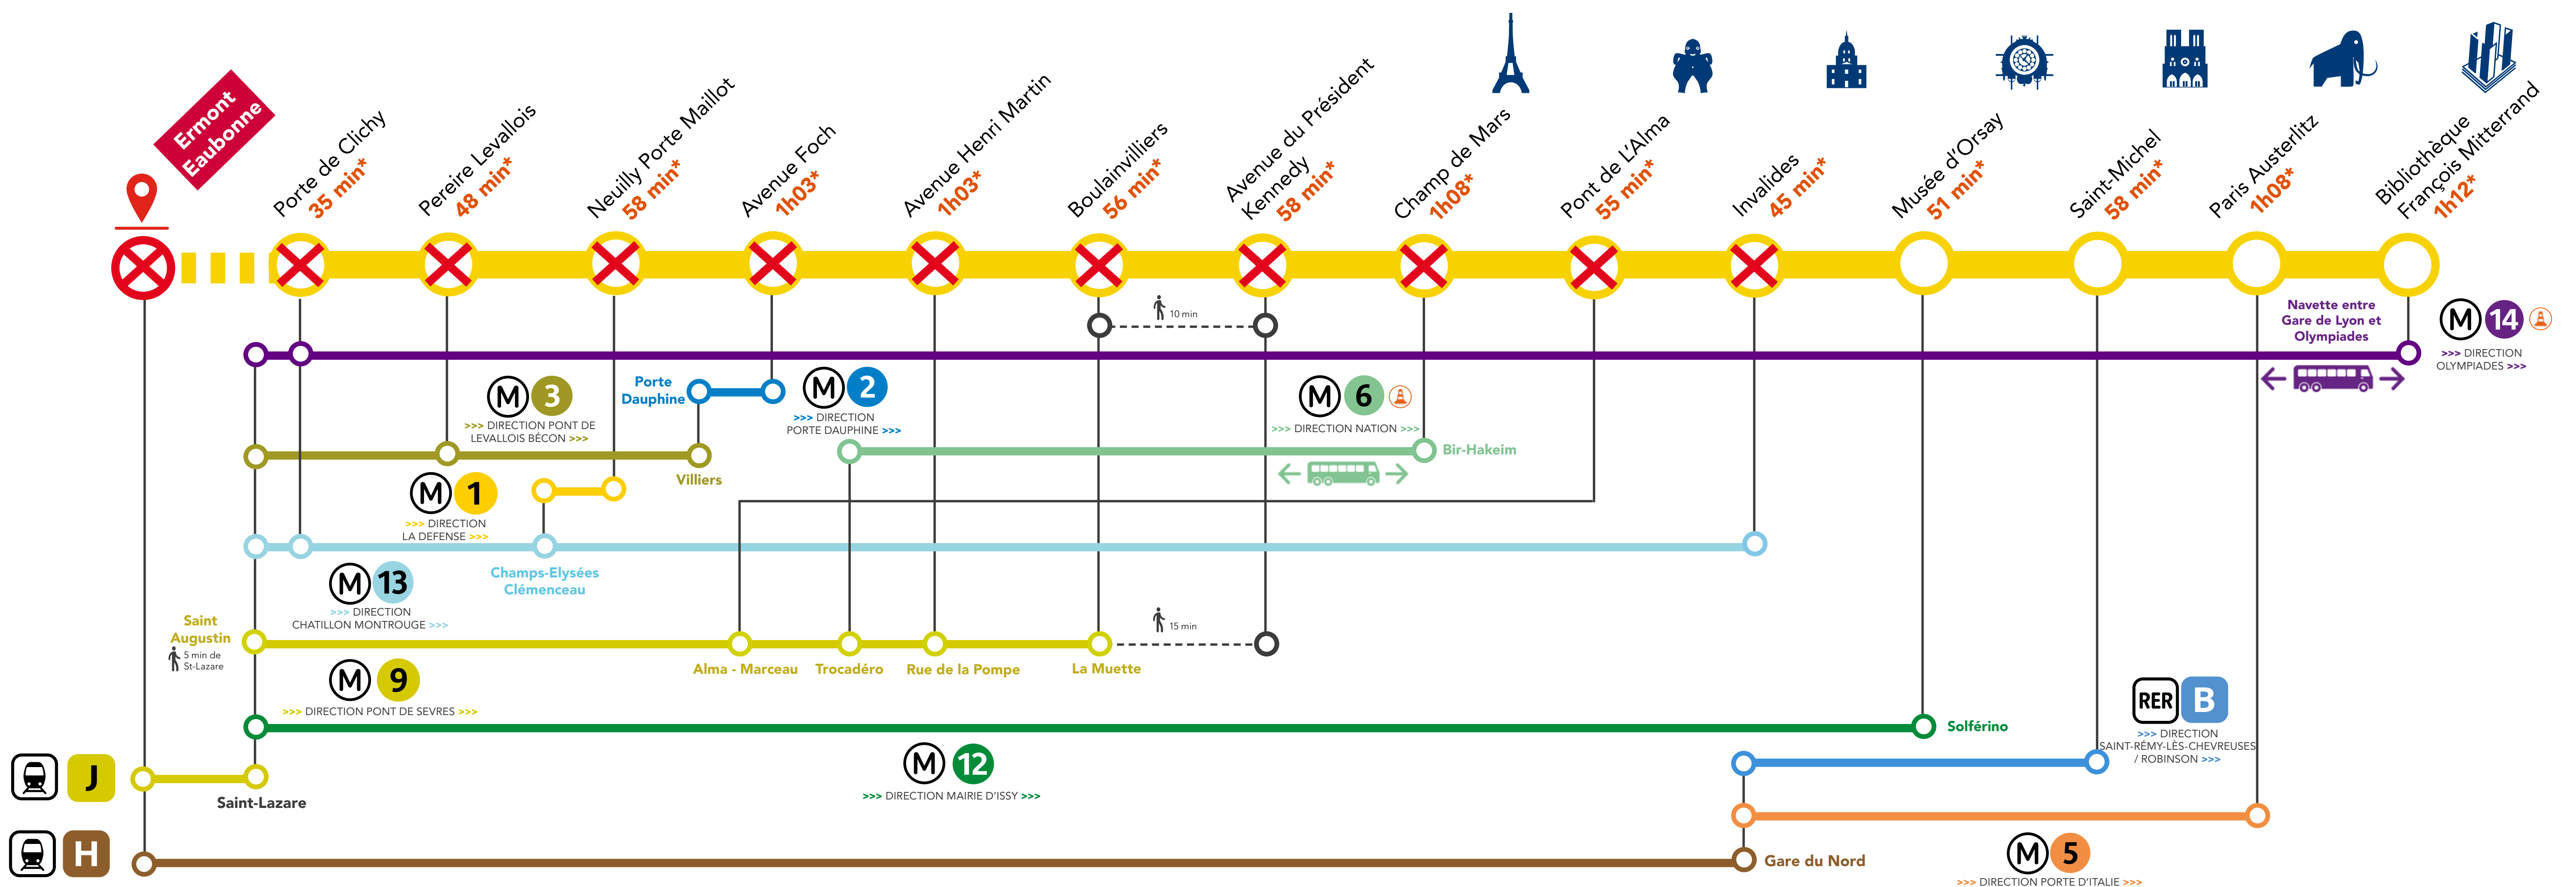 Ermont
Eaubonne
Porte de Clichy
35 min*
Pereire Levallois
48 min*
Neuilly Porte Maillot
58 min*
Avenue Foch
1h03*
Avenue Henri Martin
1h03*
Boulainvilliers
56 min*
Avenue du Président
Kennedy
58 min*
Champ de Mars
1h08*
Pont de L'Alma
55 min*
Invalides
45 min*
Musée d'Orsay
51 min*
Saint-Michel
58 min*
Paris Austerlitz
1h08*
Bibliothèque
François Mitterrand
1h12*
10 min
Navette entre
Gare de Lyon et
Olympiades
M 14
>>> DIRECTION
OLYMPIADES >>>
M 3
>>> DIRECTION PONT DE
LEVALLOIS BÉCON >>>
Porte
Dauphine
M 2
>>> DIRECTION
PORTE DAUPHINE >>>
M 6
>>> DIRECTION NATION >>>
Bir-Hakeim
Villiers
M 1
>>> DIRECTION
LA DEFENSE >>>
M 13
>>> DIRECTION
CHATILLON MONTROUGE >>>
Champs-Elysées
Clémenceau
Saint
Augustin
5 min de
St-Lazare
15 min
Alma - Marceau
Trocadéro
Rue de la Pompe
La Muette
M 9
>>> DIRECTION PONT DE SEVRES >>>
Solférino
RER B
>>> DIRECTION
SAINT-RÉMY-LÈS-CHEVREUSES
/ ROBINSON >>>
M 12
>>> DIRECTION MAIRIE D'ISSY >>>
J
Saint-Lazare
H
Gare du Nord
M 5
>>> DIRECTION PORTE D'ITALIE >>>